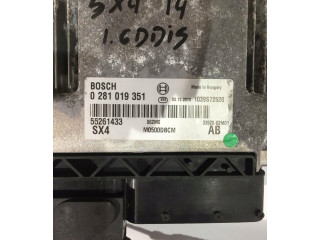 SX4 14
1.6DDIS
BOSCH
Made in Hungary
0 281 019 351
1039S72520
55261433
SX4
M050008CM
AB